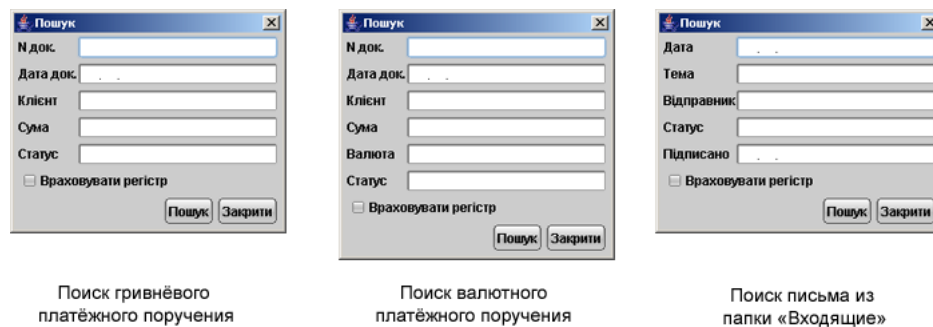 Пошук
N док.
Дата док.
. .
Клієнт
Сума
Статус
Враховувати регістр
Пошук Закрити
Поиск гривнёвого
платёжного поручения
Пошук
N док.
Дата док.
. .
Клієнт
Сума
Валюта
Статус
Враховувати регістр
Пошук Закрити
Поиск валютного
платёжного поручения
Пошук
Дата
. .
Тема
Відправник
Статус
Підписано
. .
Враховувати регістр
Пошук Закрити
Поиск письма из
папки «Входящие»